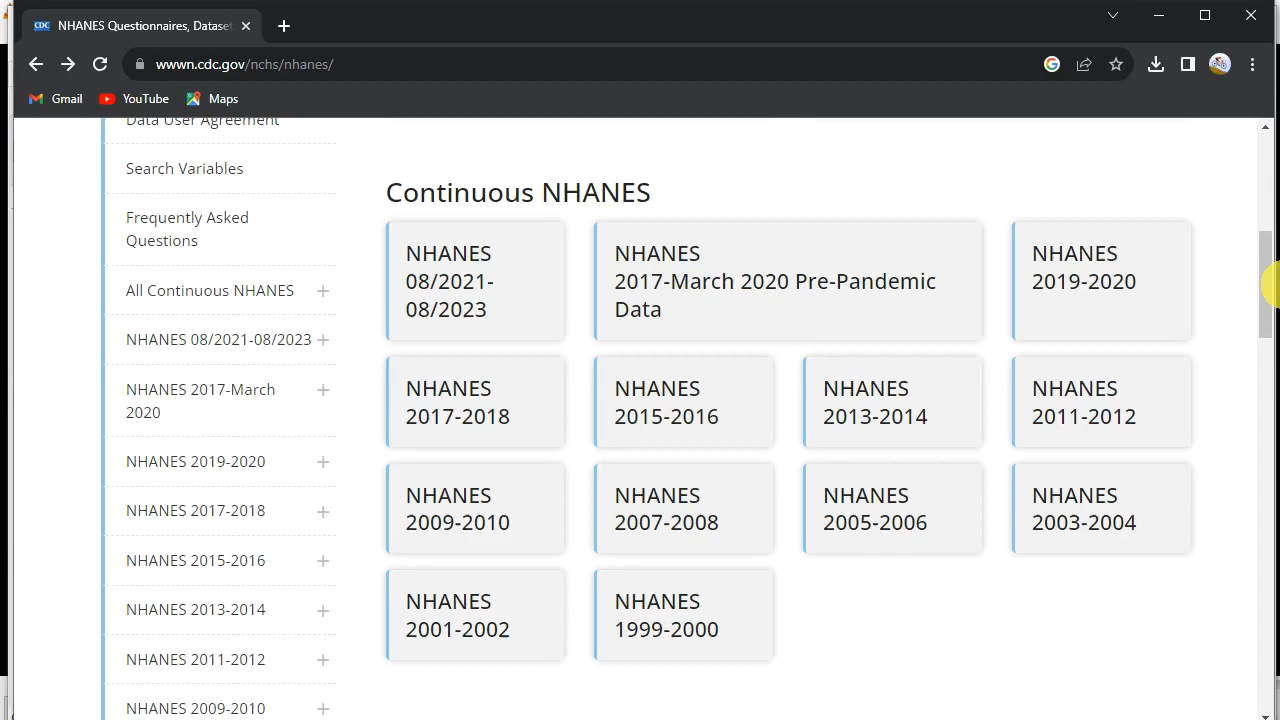 CDC NHANES Questionnaires, Datase
wwwn.cdc.gov/nchs/nhanes/
Gmail YouTube Maps
Data User Agreement
Search Variables
Frequently Asked
Questions
All Continuous NHANES
NHANES 08/2021-08/2023
NHANES 2017-March
2020
NHANES 2019-2020
NHANES 2017-2018
NHANES 2015-2016
NHANES 2013-2014
NHANES 2011-2012
NHANES 2009-2010
Continuous NHANES
NHANES
08/2021-
08/2023
NHANES
2017-March 2020 Pre-Pandemic
Data
NHANES
2019-2020
NHANES
2017-2018
NHANES
2015-2016
NHANES
2013-2014
NHANES
2011-2012
NHANES
2009-2010
NHANES
2007-2008
NHANES
2005-2006
NHANES
2003-2004
NHANES
2001-2002
NHANES
1999-2000